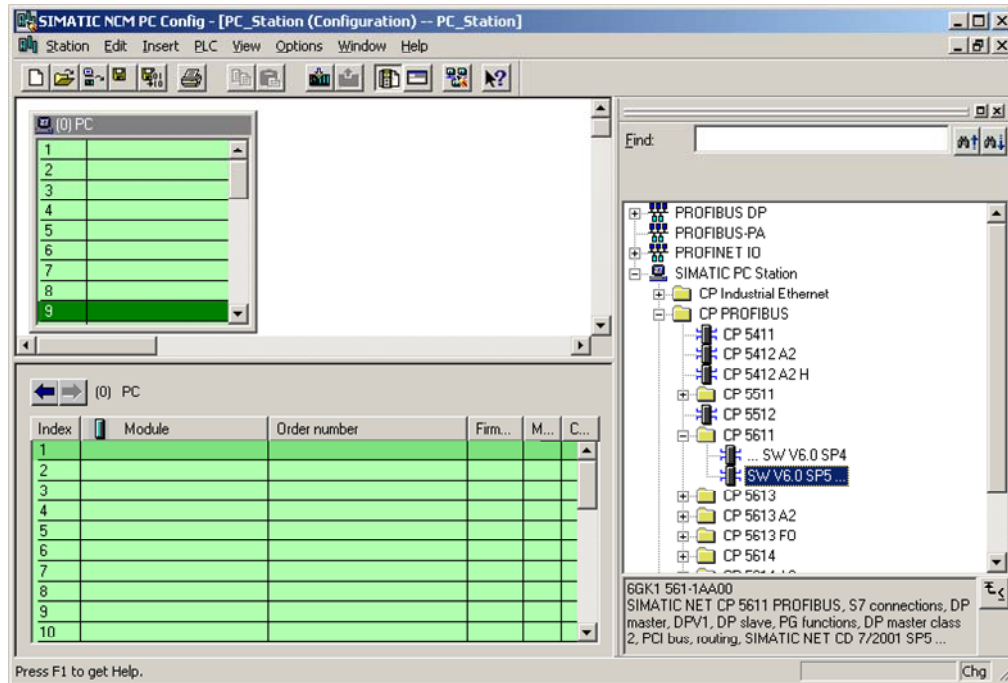 SIMATIC NCM PC Config - [PC_Station (Configuration) -- PC_Station]
Station Edit Insert PLC View Options Window Help
(0) PC
1
2
3
4
5
6
7
8
9
Find:
PROFIBUS DP
PROFIBUS-PA
PROFINET IO
SIMATIC PC Station
CP Industrial Ethernet
CP PROFIBUS
CP 5411
CP 5412 A2
CP 5412 A2 H
CP 5511
CP 5512
CP 5611
... SW V6.0 SP4
SW V6.0 SP5 ...
CP 5613
CP 5613 A2
CP 5613 FO
CP 5614
(0) PC
Index Module Order number Firm... M... C...
1
2
3
4
5
6
7
8
9
10
6GK1 561-1AA00
SIMATIC NET CP 5611 PROFIBUS, S7 connections, DP
master, DPV1, DP slave, PG functions, DP master class
2, PCI bus, routing, SIMATIC NET CD 7/2001 SP5 ...
Press F1 to get Help.
Chg